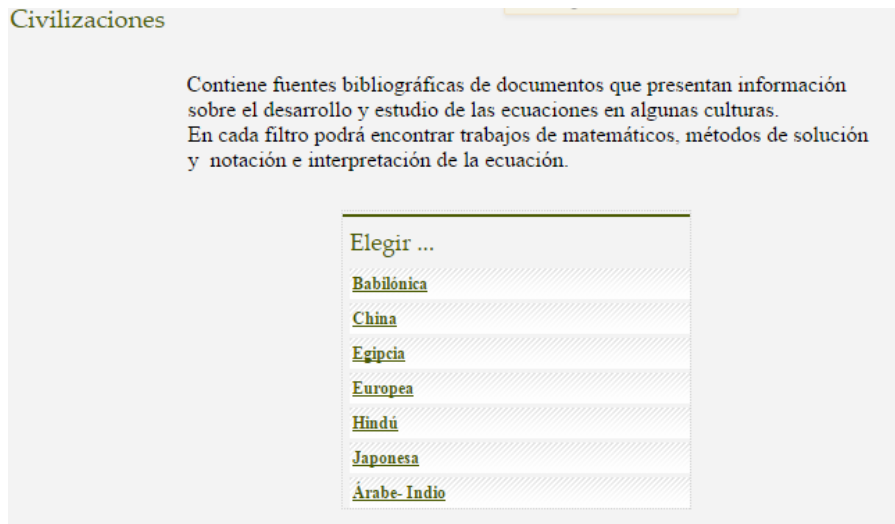 Civilizaciones
Contiene fuentes bibliográficas de documentos que presentan información
sobre el desarrollo y estudio de las ecuaciones en algunas culturas.
En cada filtro podrá encontrar trabajos de matemáticos, métodos de solución
y notación e interpretación de la ecuación.
Elegir ...
Babilónica
China
Egipcia
Europea
Hindú
Japonesa
Árabe- Indio